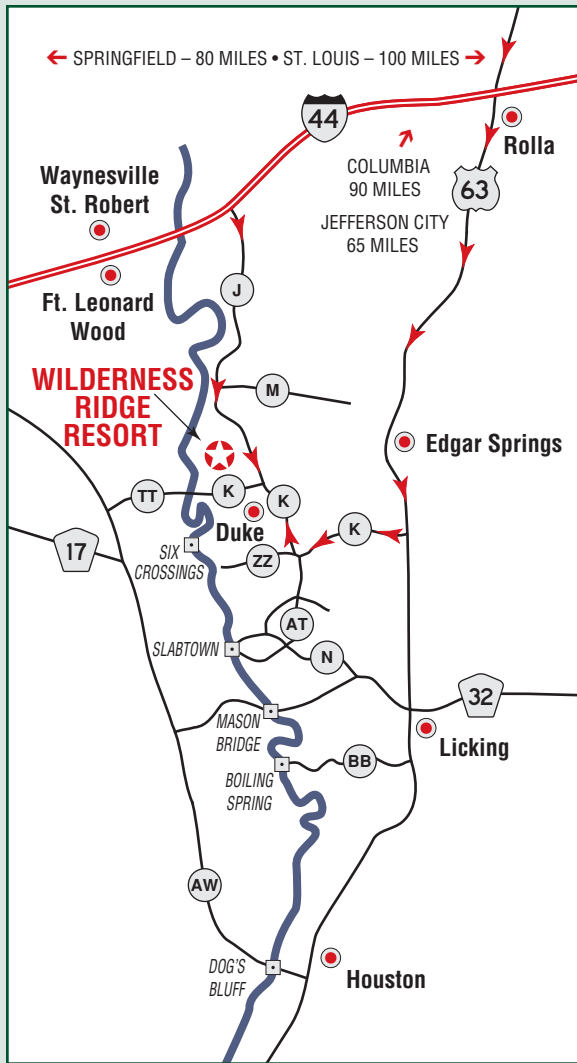 ← SPRINGFIELD – 80 MILES • ST. LOUIS – 100 MILES →
44
Rolla
COLUMBIA
90 MILES
63
JEFFERSON CITY
65 MILES
Waynesville
St. Robert
Ft. Leonard
Wood
J
WILDERNESS
RIDGE
RESORT
M
Edgar Springs
TT
K
K
Duke
K
17
SIX
CROSSINGS
ZZ
AT
SLABTOWN
N
32
MASON
BRIDGE
Licking
BOILING
SPRING
BB
AW
DOG'S
BLUFF
Houston